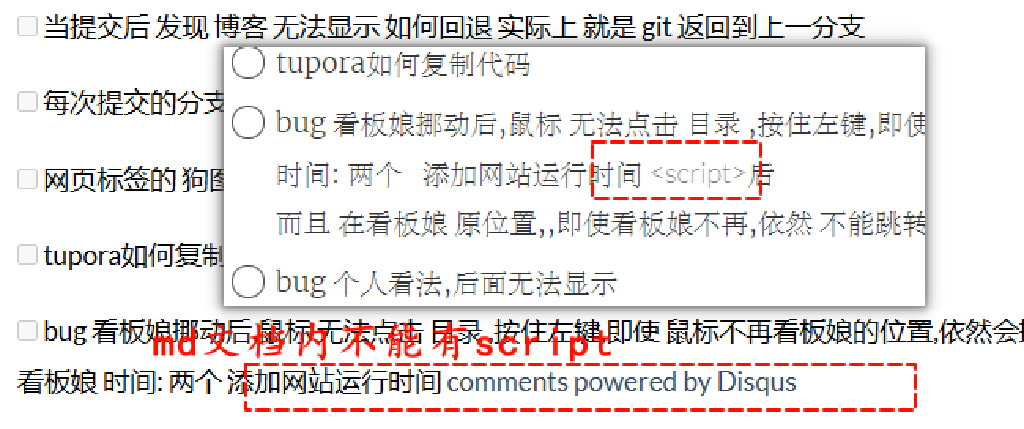 当提交后 发现 博客 无法显示 如何回退 实际上 就是 git 返回到上一分支
每次提交的分支
网页标签的 狗图
tupora如何复制
tupora如何复制代码
bug 看板娘挪动后,鼠标 无法点击 目录 ,按住左键,即使
时间: 两个 添加网站运行时间 <script>后
而且 在看板娘 原位置,,即使看板娘不再,依然 不能跳转
bug 个人看法,后面无法显示
bug 看板娘挪动后,鼠标 无法点击 目录 ,按住左键,即使 鼠标不再看板娘的位置,依然会
md文档内不能有script
看板娘 时间: 两个 添加网站运行时间 comments powered by Disqus